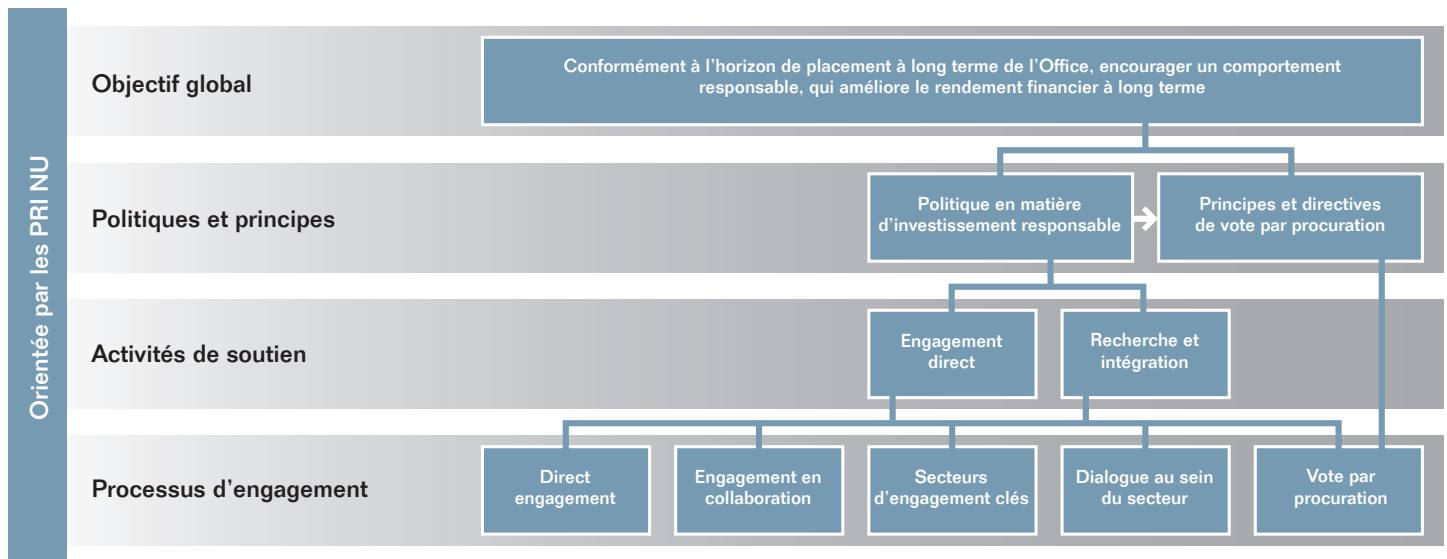 Orientée par les PRI NU
Objectif global
Conformément à l’horizon de placement à long terme de l’Office, encourager un comportement
responsable, qui améliore le rendement financier à long terme
Politiques et principes
Politique en matière
d’investissement responsable
Principes et directives
de vote par procuration
Activités de soutien
Engagement
direct
Recherche et
intégration
Processus d’engagement
Direct
engagement
Engagement en
collaboration
Secteurs
d’engagement clés
Dialogue au sein
du secteur
Vote par
procuration